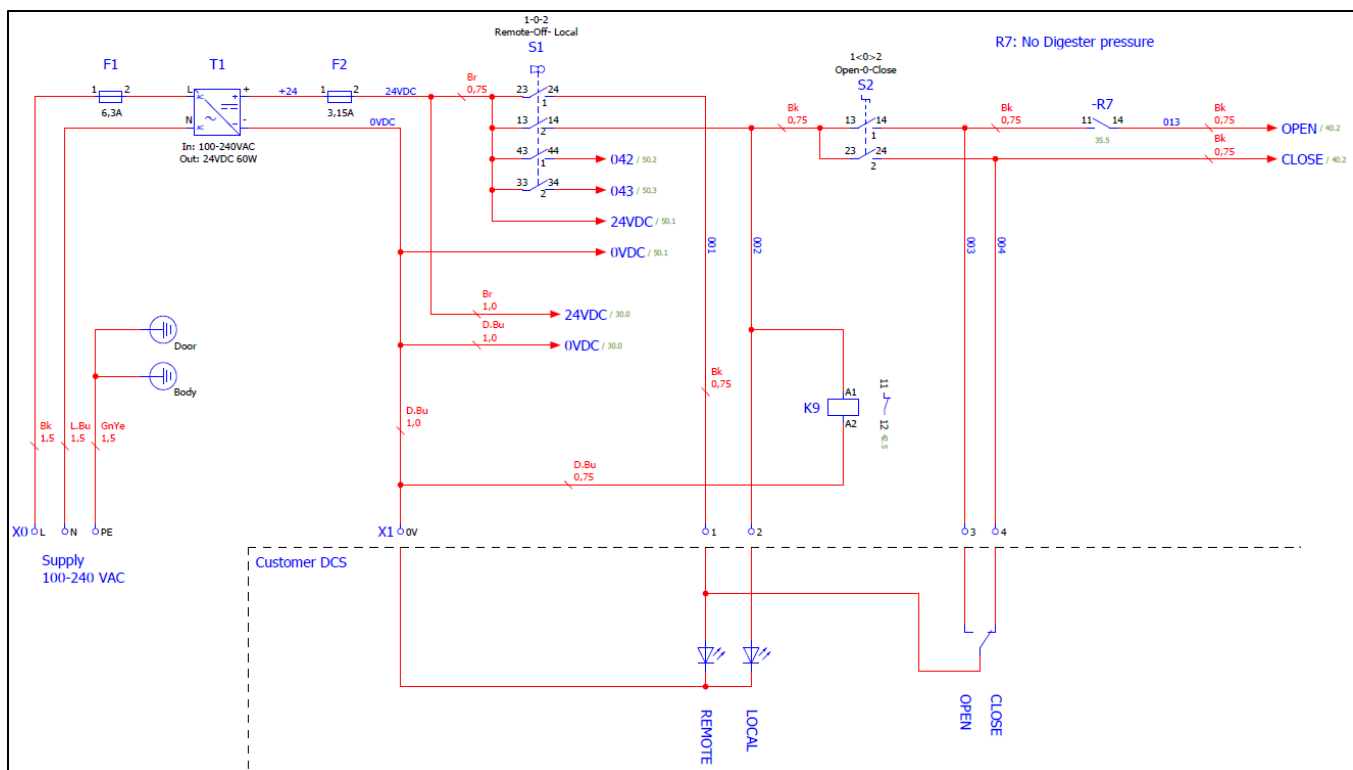 1-0-2
Remote-Off- Local
S1
R7: No Digester pressure
1<0>2
Open-0-Close
S2
F1
T1
F2
1 2
6,3A
L
N
AC
AC
+
-
+24
1 2
3,15A
24VDC
0VDC
In: 100-240VAC
Out: 24VDC 60W
Br
0,75
23 24
1
13 14
2
43 44
1
33 34
2
042 / 50.2
043 / 50.3
24VDC / 50.1
0VDC / 50.1
Bk
0,75
13 14
1
23 24
2
Bk
0,75
-R7
11 14
35.5
013
Bk
0,75
OPEN / 40.2
Bk
0,75
CLOSE / 40.2
001
002
003
004
Br
1,0
24VDC / 30.0
D.Bu
1,0
0VDC / 30.0
Door
Body
Bk
0,75
K9
A1
A2
11
12
42.5
Bk
1,5
L.Bu
1,5
GnYe
1,5
D.Bu
1,0
D.Bu
0,75
X0 L N PE
X1 0V 1 2 3 4
Supply
100-240 VAC
Customer DCS
REMOTE
LOCAL
OPEN
CLOSE